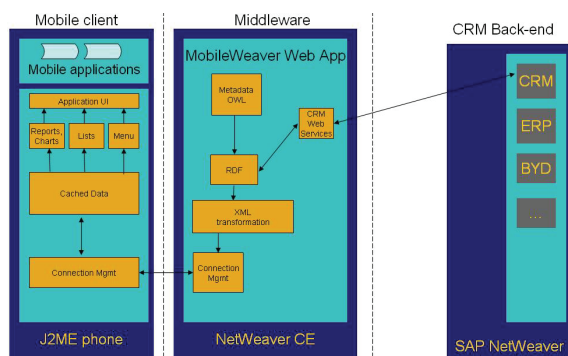 Mobile client
Middleware
CRM Back-end
Mobile applications
Application UI
Reports,
Charts
Lists
Menu
Cached Data
Connection Mgmt
J2ME phone
MobileWeaver Web App
Metadata
OWL
CRM
Web
Services
RDF
XML
transformation
Connection
Mgmt
NetWeaver CE
CRM
ERP
BYD
...
SAP NetWeaver